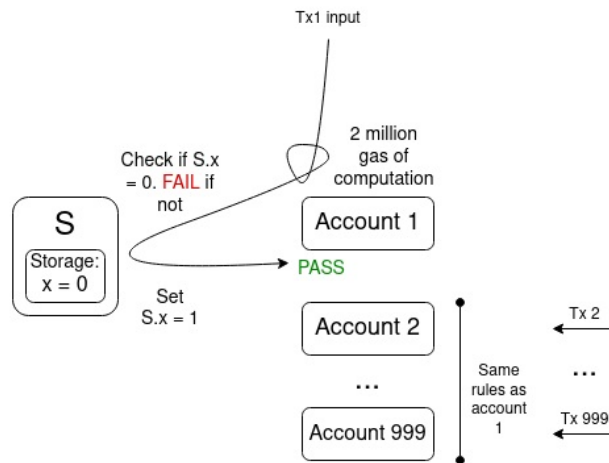 Tx1 input
2 million
gas of
computation
Check if S.x
= 0. FAIL if
not
S
Storage:
x = 0
Account 1
PASS
Set
S.x = 1
Account 2
...
Account 999
Same
rules as
account
1
Tx 2
...
Tx 999